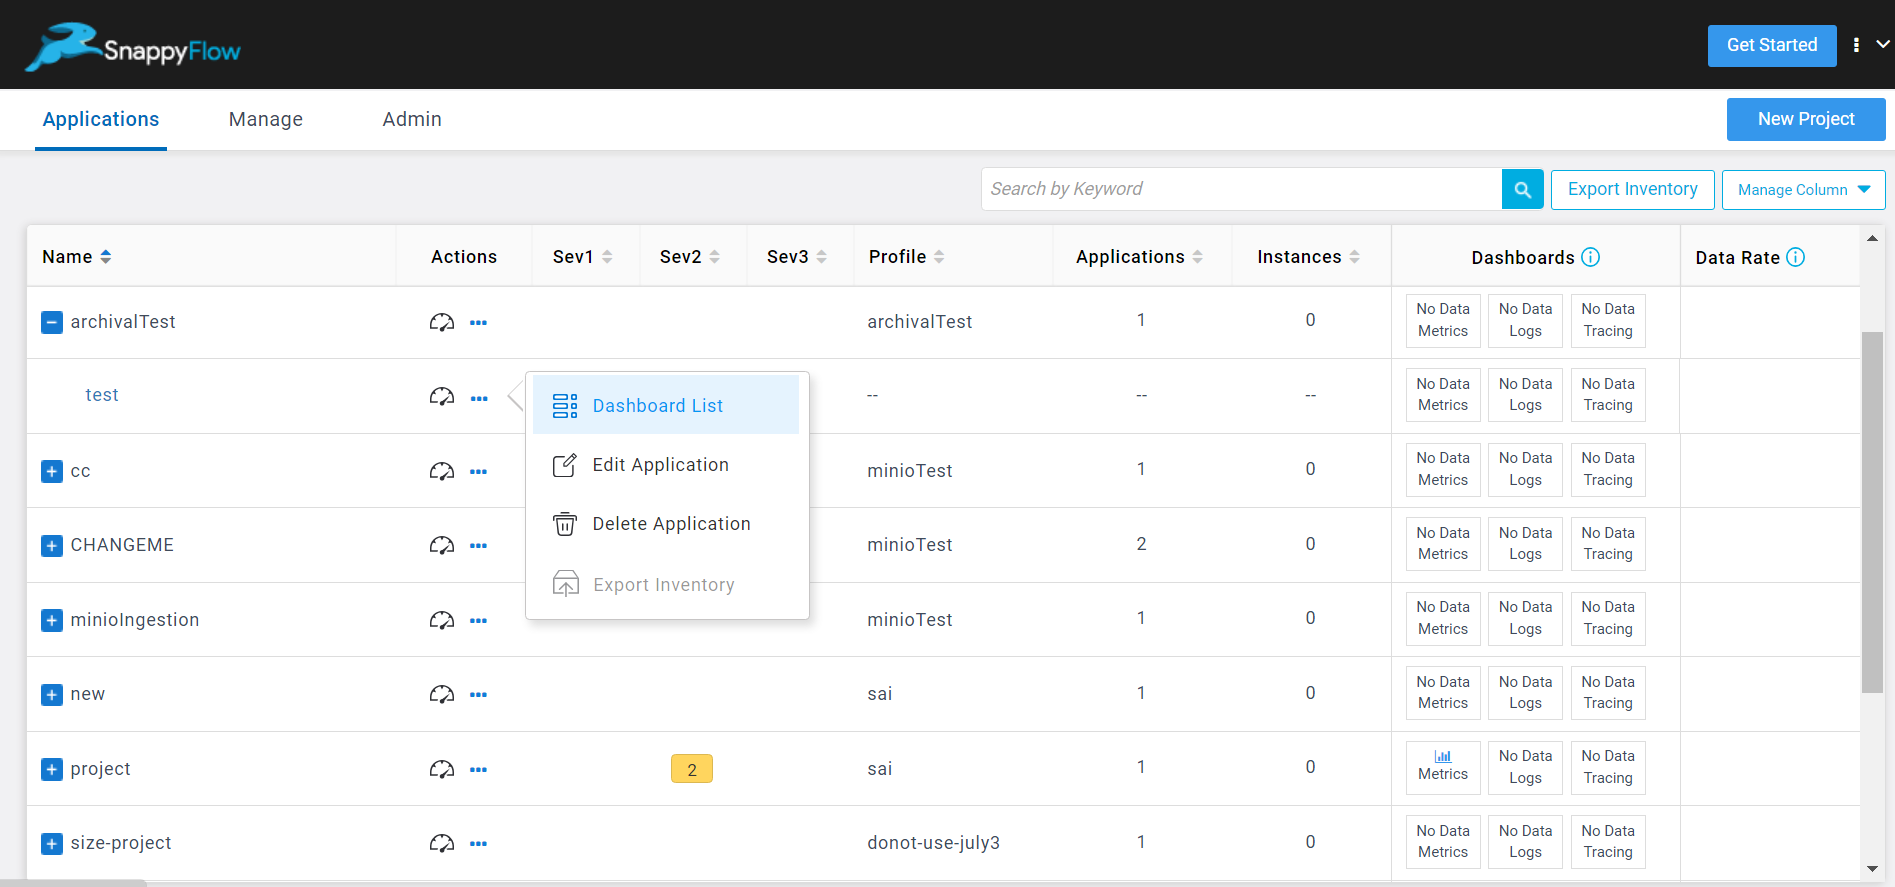 SnappyFlow
Get Started
Applications Manage Admin
New Project
Search by Keyword Export Inventory Manage Column
Name Actions Sev1 Sev2 Sev3 Profile Applications Instances Dashboards Data Rate
archivalTest archivalTest 1 0 No Data Metrics No Data Logs No Data Tracing
test -- -- -- No Data Metrics No Data Logs No Data Tracing
Dashboard List
Edit Application
Delete Application
Export Inventory
cc minioTest 1 0 No Data Metrics No Data Logs No Data Tracing
CHANGEME minioTest 2 0 No Data Metrics No Data Logs No Data Tracing
minioIngestion minioTest 1 0 No Data Metrics No Data Logs No Data Tracing
new sai 1 0 No Data Metrics No Data Logs No Data Tracing
project 2 sai 1 0 Metrics No Data Logs No Data Tracing
size-project donot-use-july3 1 0 No Data Metrics No Data Logs No Data Tracing